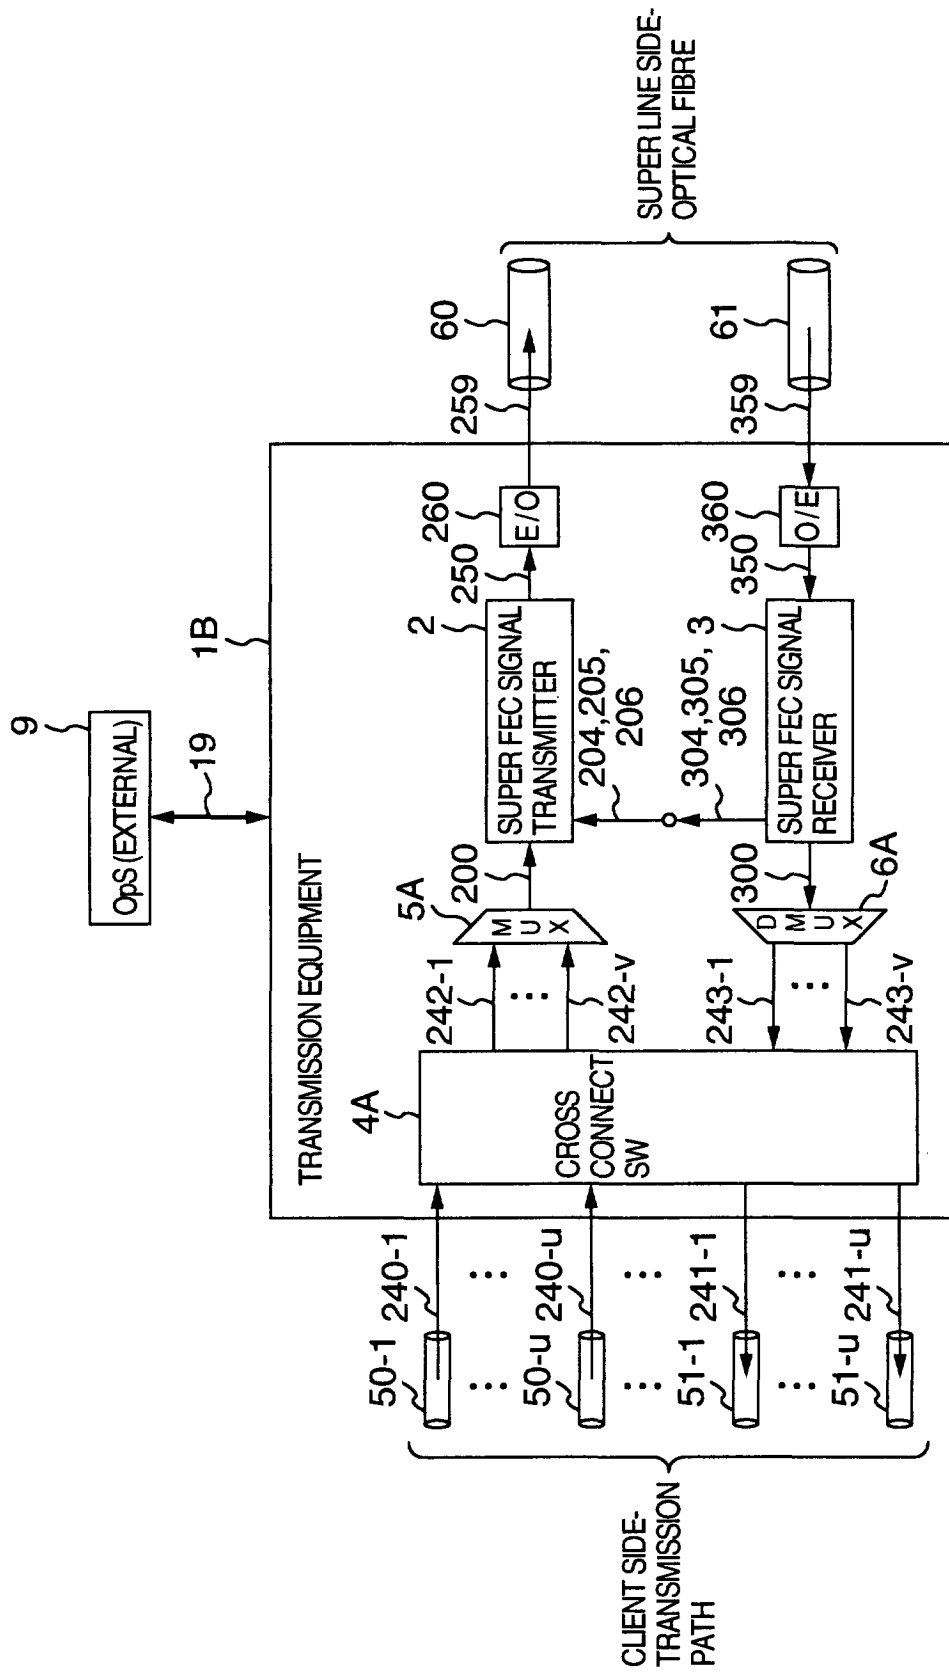 9
OpS (EXTERNAL)
19
1B
TRANSMISSION EQUIPMENT
CLIENT SIDE-
TRANSMISSION
PATH
50-1
240-1
50-u
240-u
51-1
241-1
51-u
241-u
4A
CROSS
CONNECT
SW
242-1
242-v
243-1
243-v
5A
MUX
200
2
SUPER FEC SIGNAL
TRANSMITTER
204,205,
206
304,305,
306
3
SUPER FEC SIGNAL
RECEIVER
300
6A
DMUX
250
260
E/O
259
60
350
360
O/E
359
61
SUPER LINE SIDE-
OPTICAL FIBRE